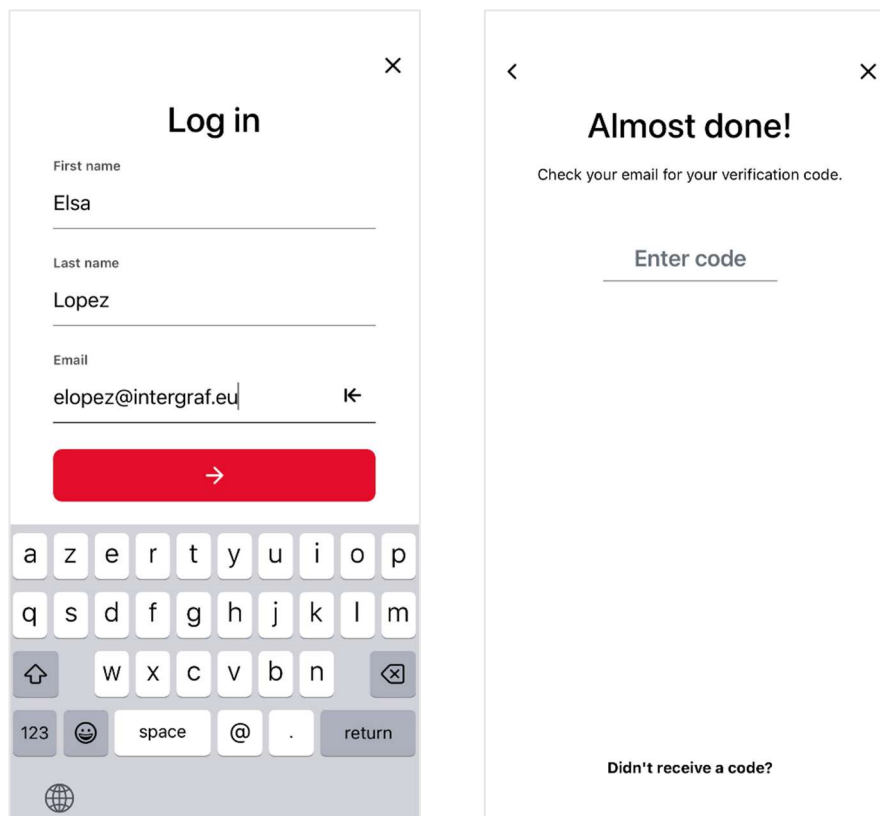 Log in
First name
Elsa
Last name
Lopez
Email
elopez@intergraf.eu
a z e r t y u i o p
q s d f g h j k l m
w x c v b n
123 space @ . return
Almost done!
Check your email for your verification code.
Enter code
Didn't receive a code?